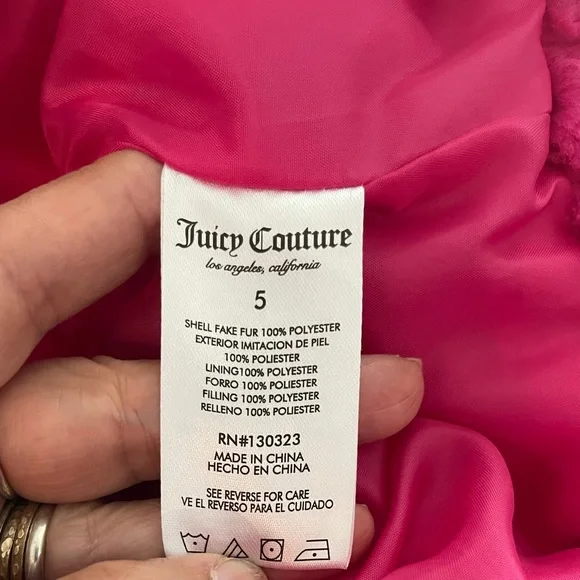 Juicy Couture
los angeles, california
5
SHELL FAKE FUR 100% POLYESTER
EXTERIOR IMITACION DE PIEL
100% POLIESTER
LINING100% POLYESTER
FORRO 100% POLIESTER
FILLING 100% POLYESTER
RELLENO 100% POLIESTER
RN#130323
MADE IN CHINA
HECHO EN CHINA
SEE REVERSE FOR CARE
VE EL REVERSO PARA EL CUIDADO